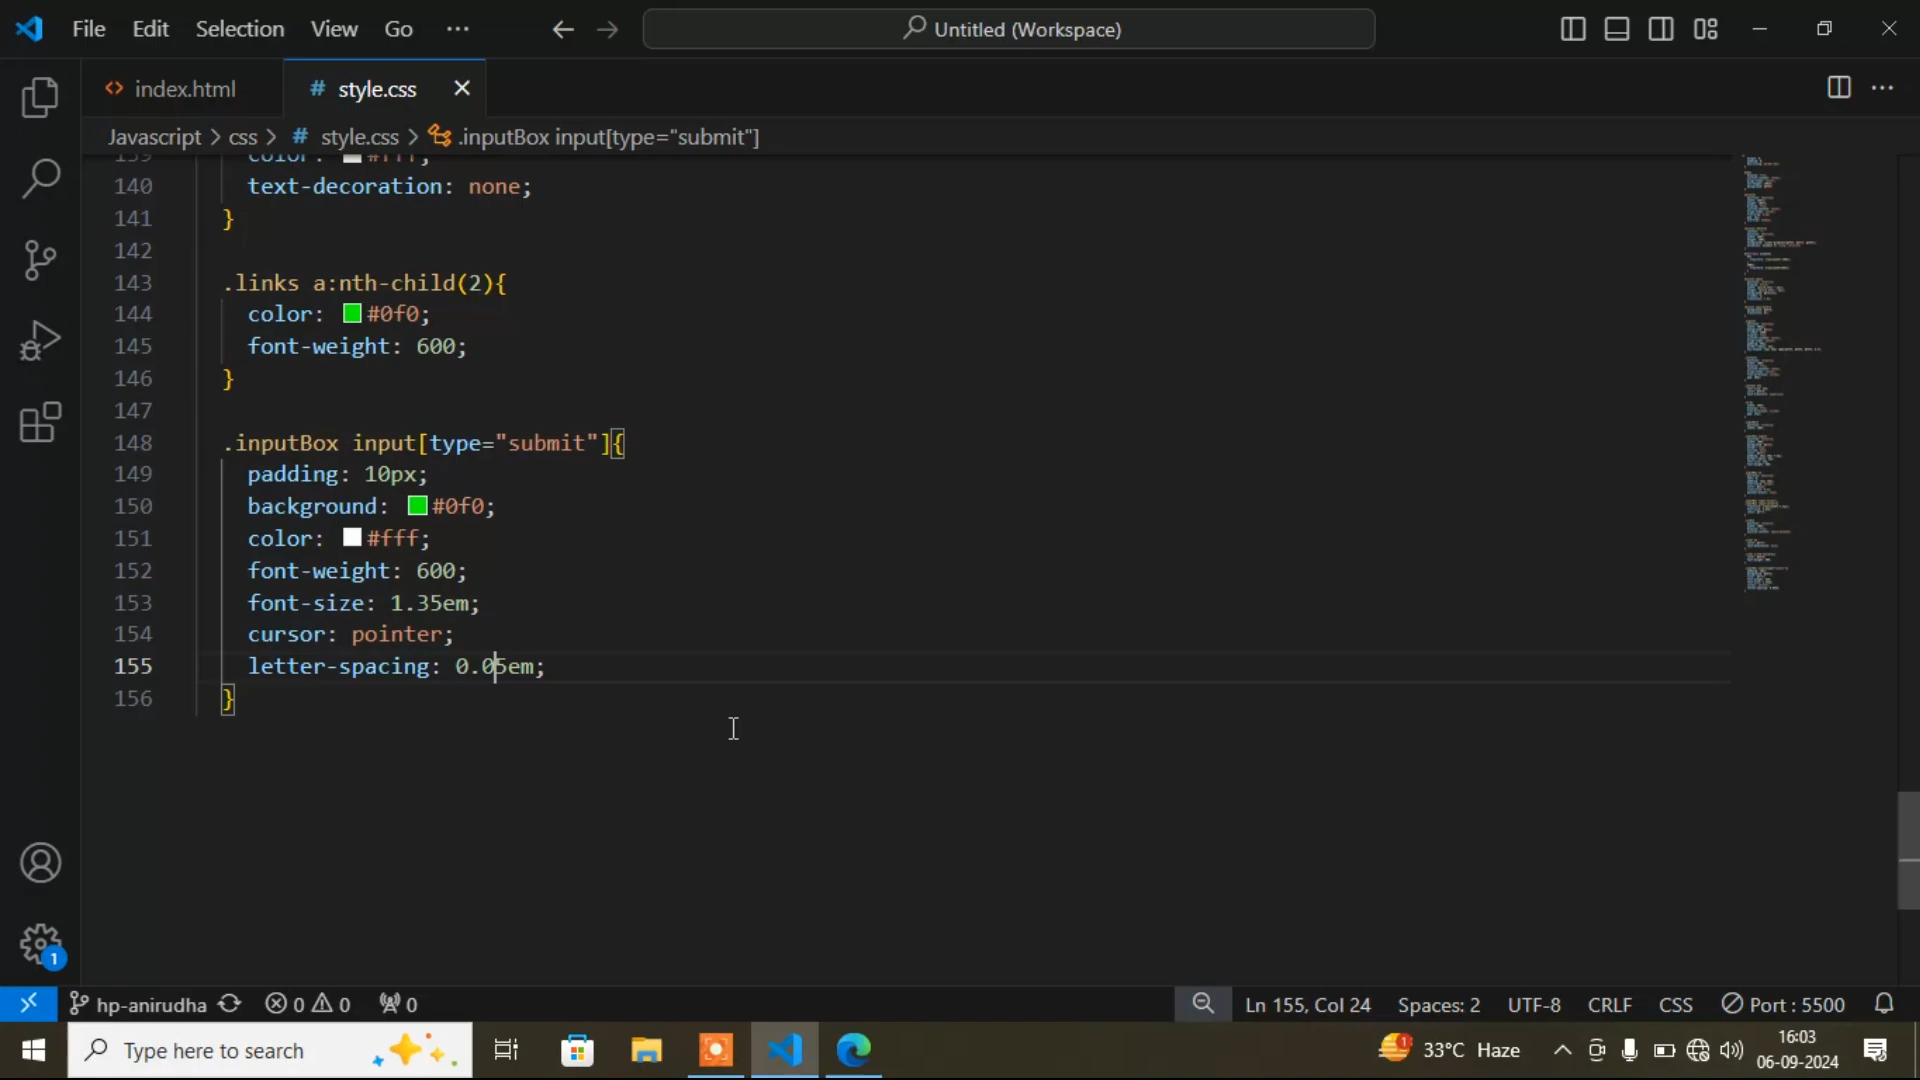 File Edit Selection View Go ··· Untitled (Workspace)
index.html style.css
Javascript > css > # style.css > .inputBox input[type="submit"]
139 color: #fff;
140 text-decoration: none;
141 }
142
143 .links a:nth-child(2){
144 color: #0f0;
145 font-weight: 600;
146 }
147
148 .inputBox input[type="submit"]{
149 padding: 10px;
150 background: #0f0;
151 color: #fff;
152 font-weight: 600;
153 font-size: 1.35em;
154 cursor: pointer;
155 letter-spacing: 0.05em;
156 }
1
hp-anirudha 0 0 0 Ln 155, Col 24 Spaces: 2 UTF-8 CRLF CSS Port : 5500
Type here to search 1 33°C Haze 16:03
06-09-2024